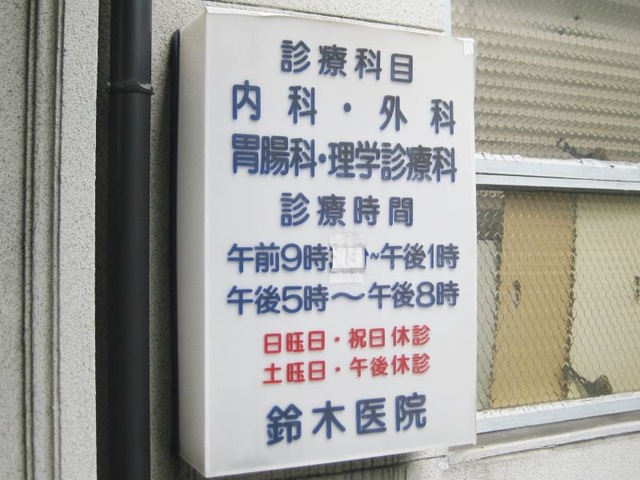 診療科目
内科・外科
胃腸科・理学診療科
診療時間
午前9時 ~午後1時
午後5時~午後8時
日曜日・祝日休診
土曜日・午後休診
鈴木医院